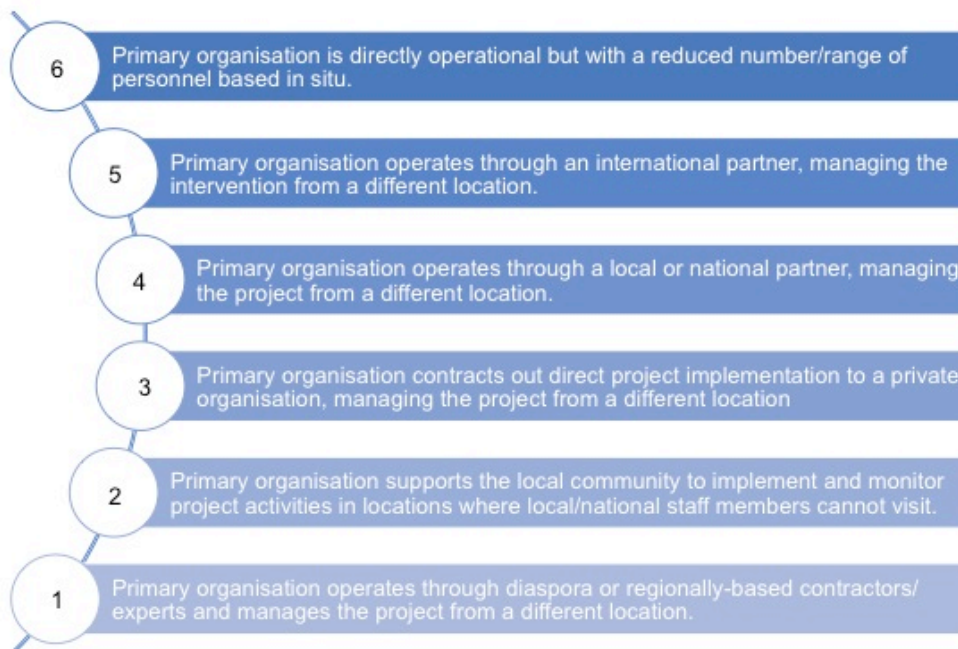 6
Primary organisation is directly operational but with a reduced number/range of
personnel based in situ.
5
Primary organisation operates through an international partner, managing the
intervention from a different location.
4
Primary organisation operates through a local or national partner, managing
the project from a different location.
3
Primary organisation contracts out direct project implementation to a private
organisation, managing the project from a different location
2
Primary organisation supports the local community to implement and monitor
project activities in locations where local/national staff members cannot visit.
1
Primary organisation operates through diaspora or regionally-based contractors/
experts and manages the project from a different location.